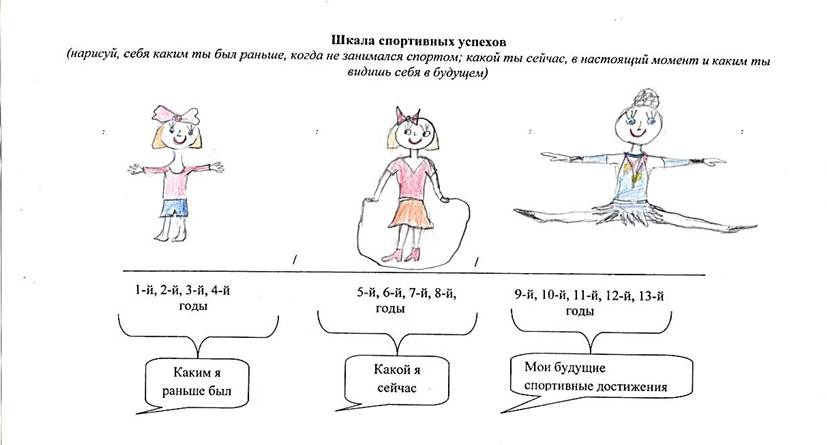 Шкала спортивных успехов
(нарисуй, себя каким ты был раньше, когда не занимался спортом; какой ты сейчас, в настоящий момент и каким ты
видишь себя в будущем)
1-й, 2-й, 3-й, 4-й
годы
5-й, 6-й, 7-й, 8-й,
годы
9-й, 10-й, 11-й, 12-й, 13-й
годы
Каким я
раньше был
Какой я
сейчас
Мои будущие
спортивные достижения